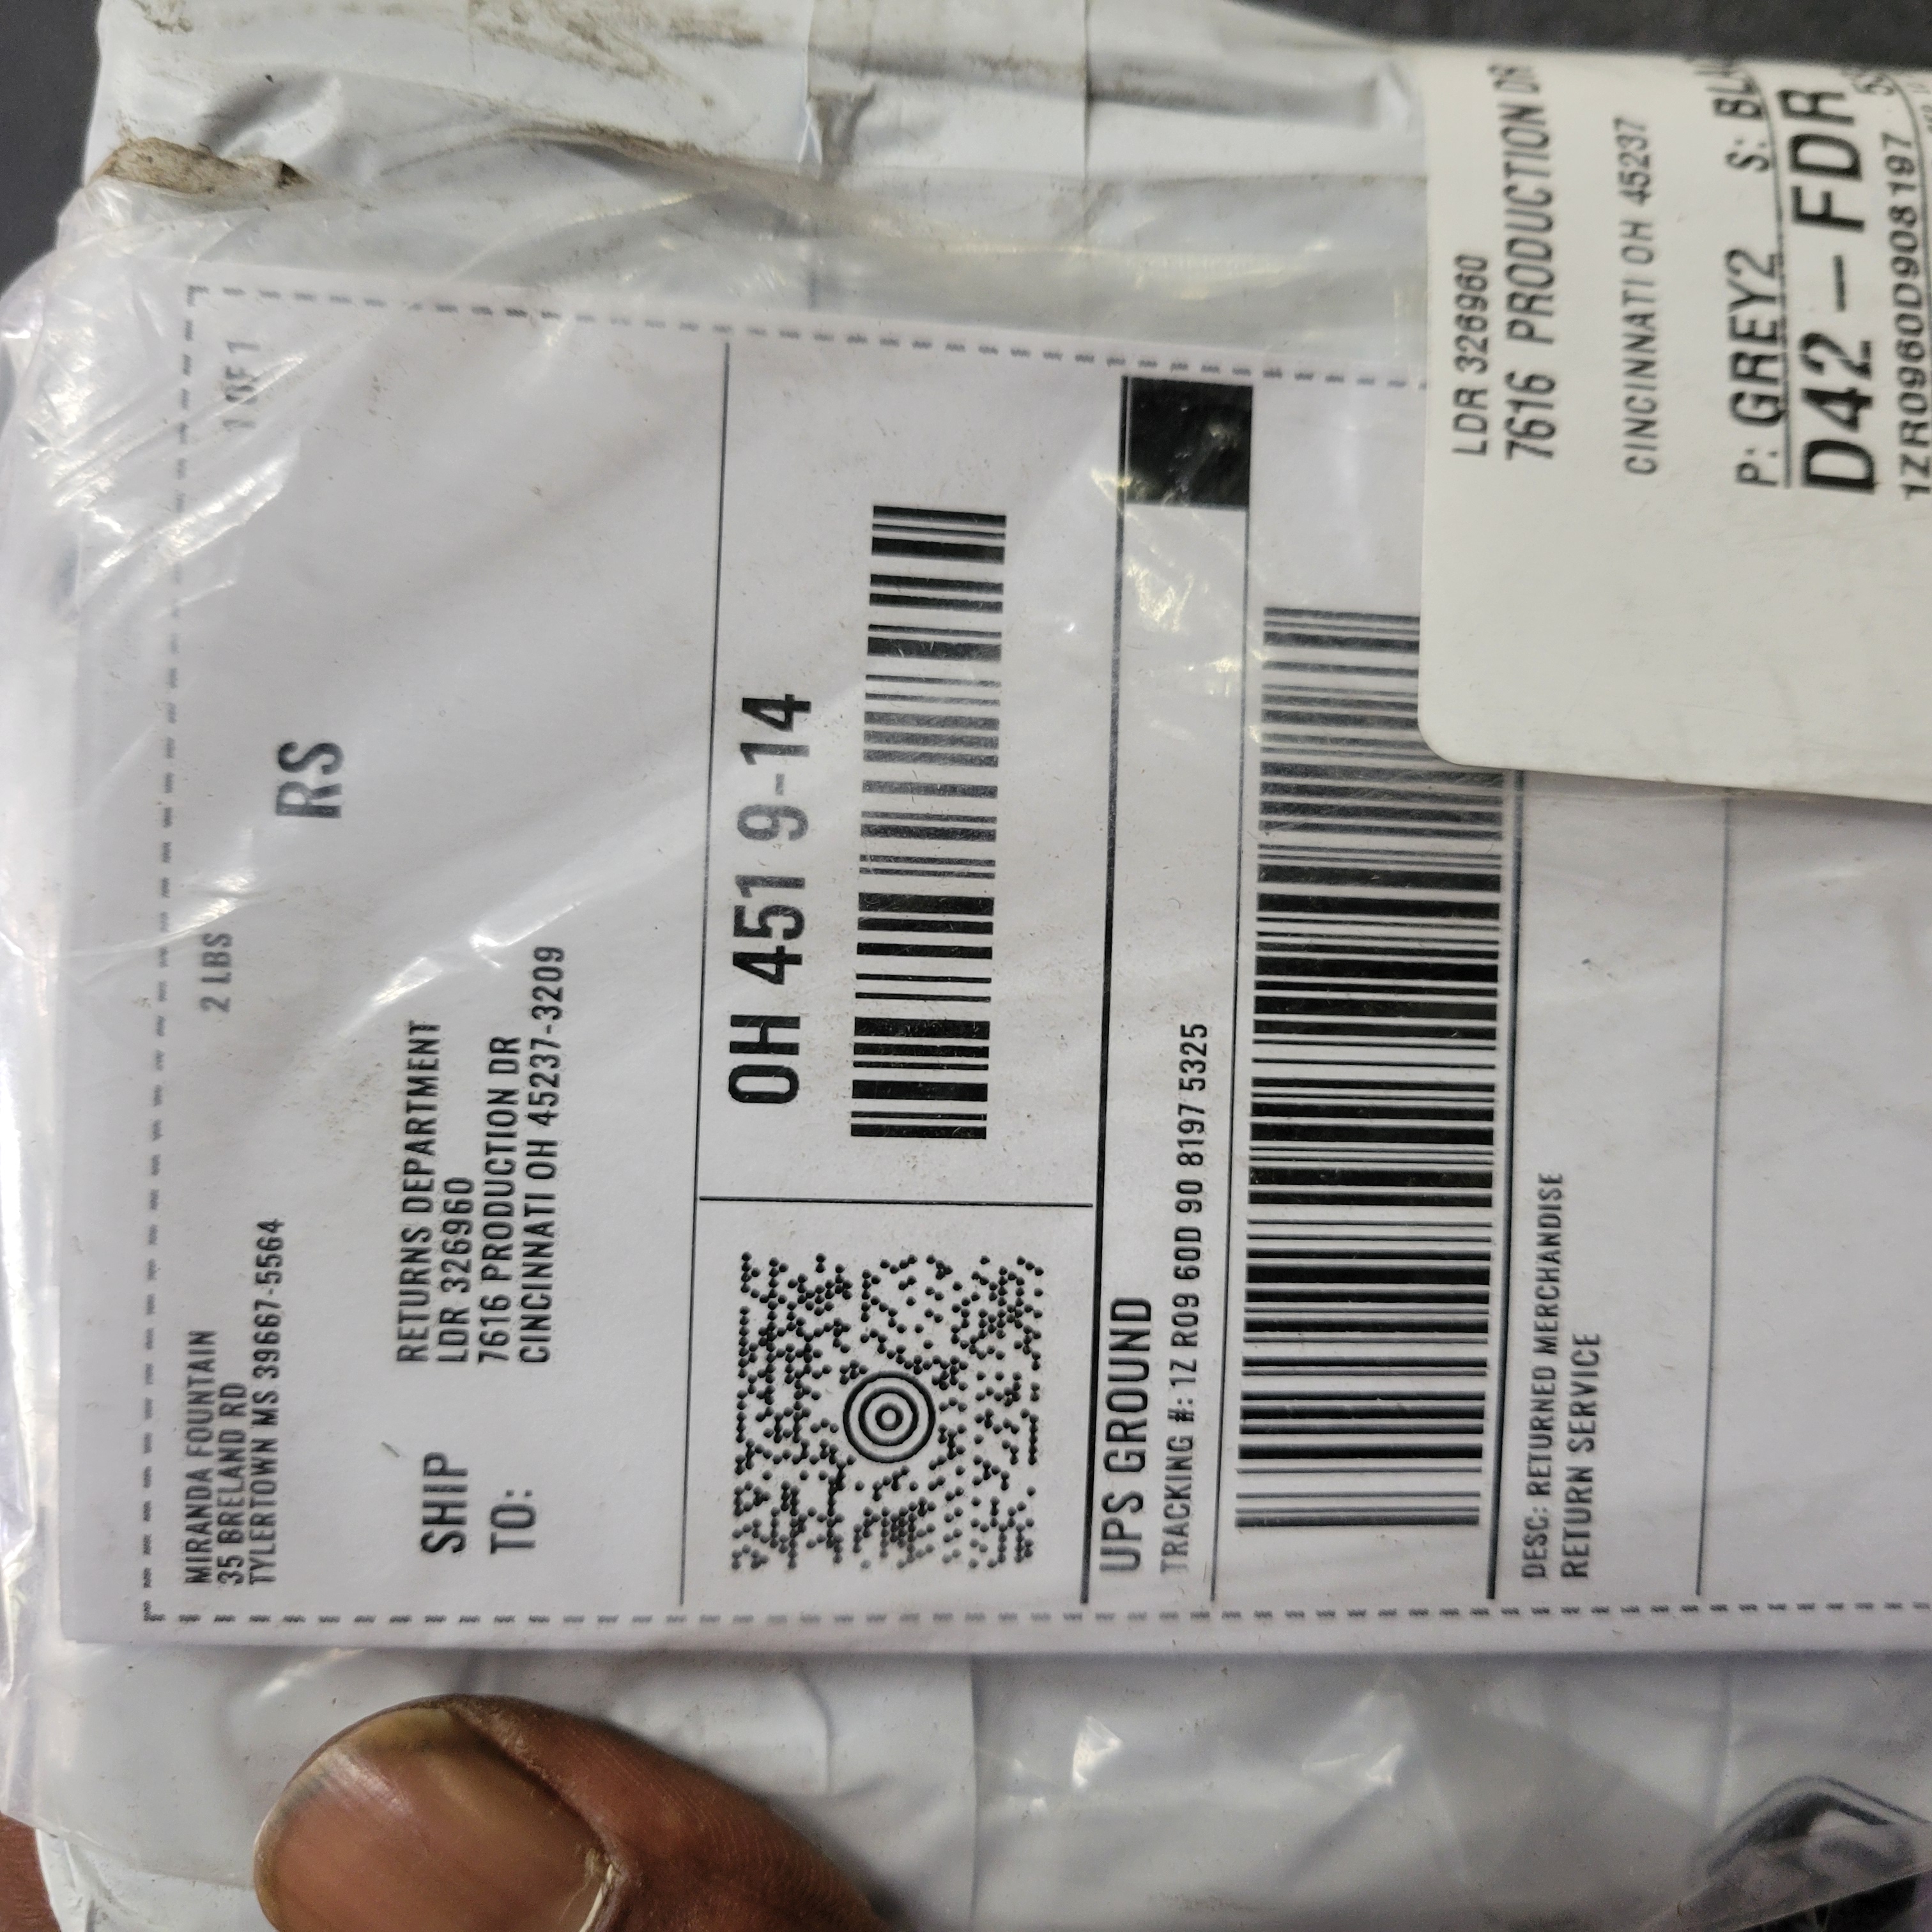 MIRANDA FOUNTAIN
35 BRELAND RD
TYLERTOWN MS 39667-5564
2 LBS
1 OF 1
RS
SHIP
TO:
RETURNS DEPARTMENT
LDR 326960
7616 PRODUCTION DR
CINCINNATI OH 45237-3209
OH 451 9-14
UPS GROUND
TRACKING #: 1Z R09 60D 90 8197 5325
DESC: RETURNED MERCHANDISE
RETURN SERVICE
LDR 326960
7616 PRODUCTION DR
CINCINNATI OH 45237
P: GREY2 S:
D42-FDR
1ZR0960D908197